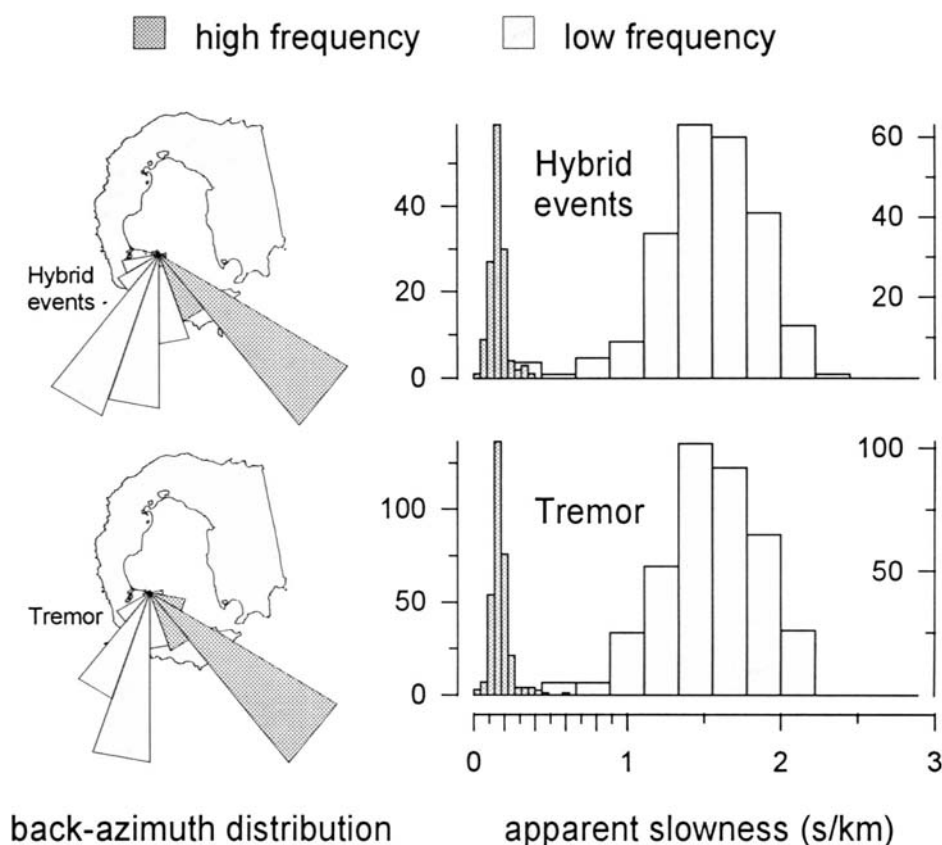 high frequency
low frequency
Hybrid
events
Hybrid
events
60
40
40
20
20
0
Tremor
Tremor
100
100
50
50
0
0
1
2
3
back-azimuth distribution
apparent slowness (s/km)